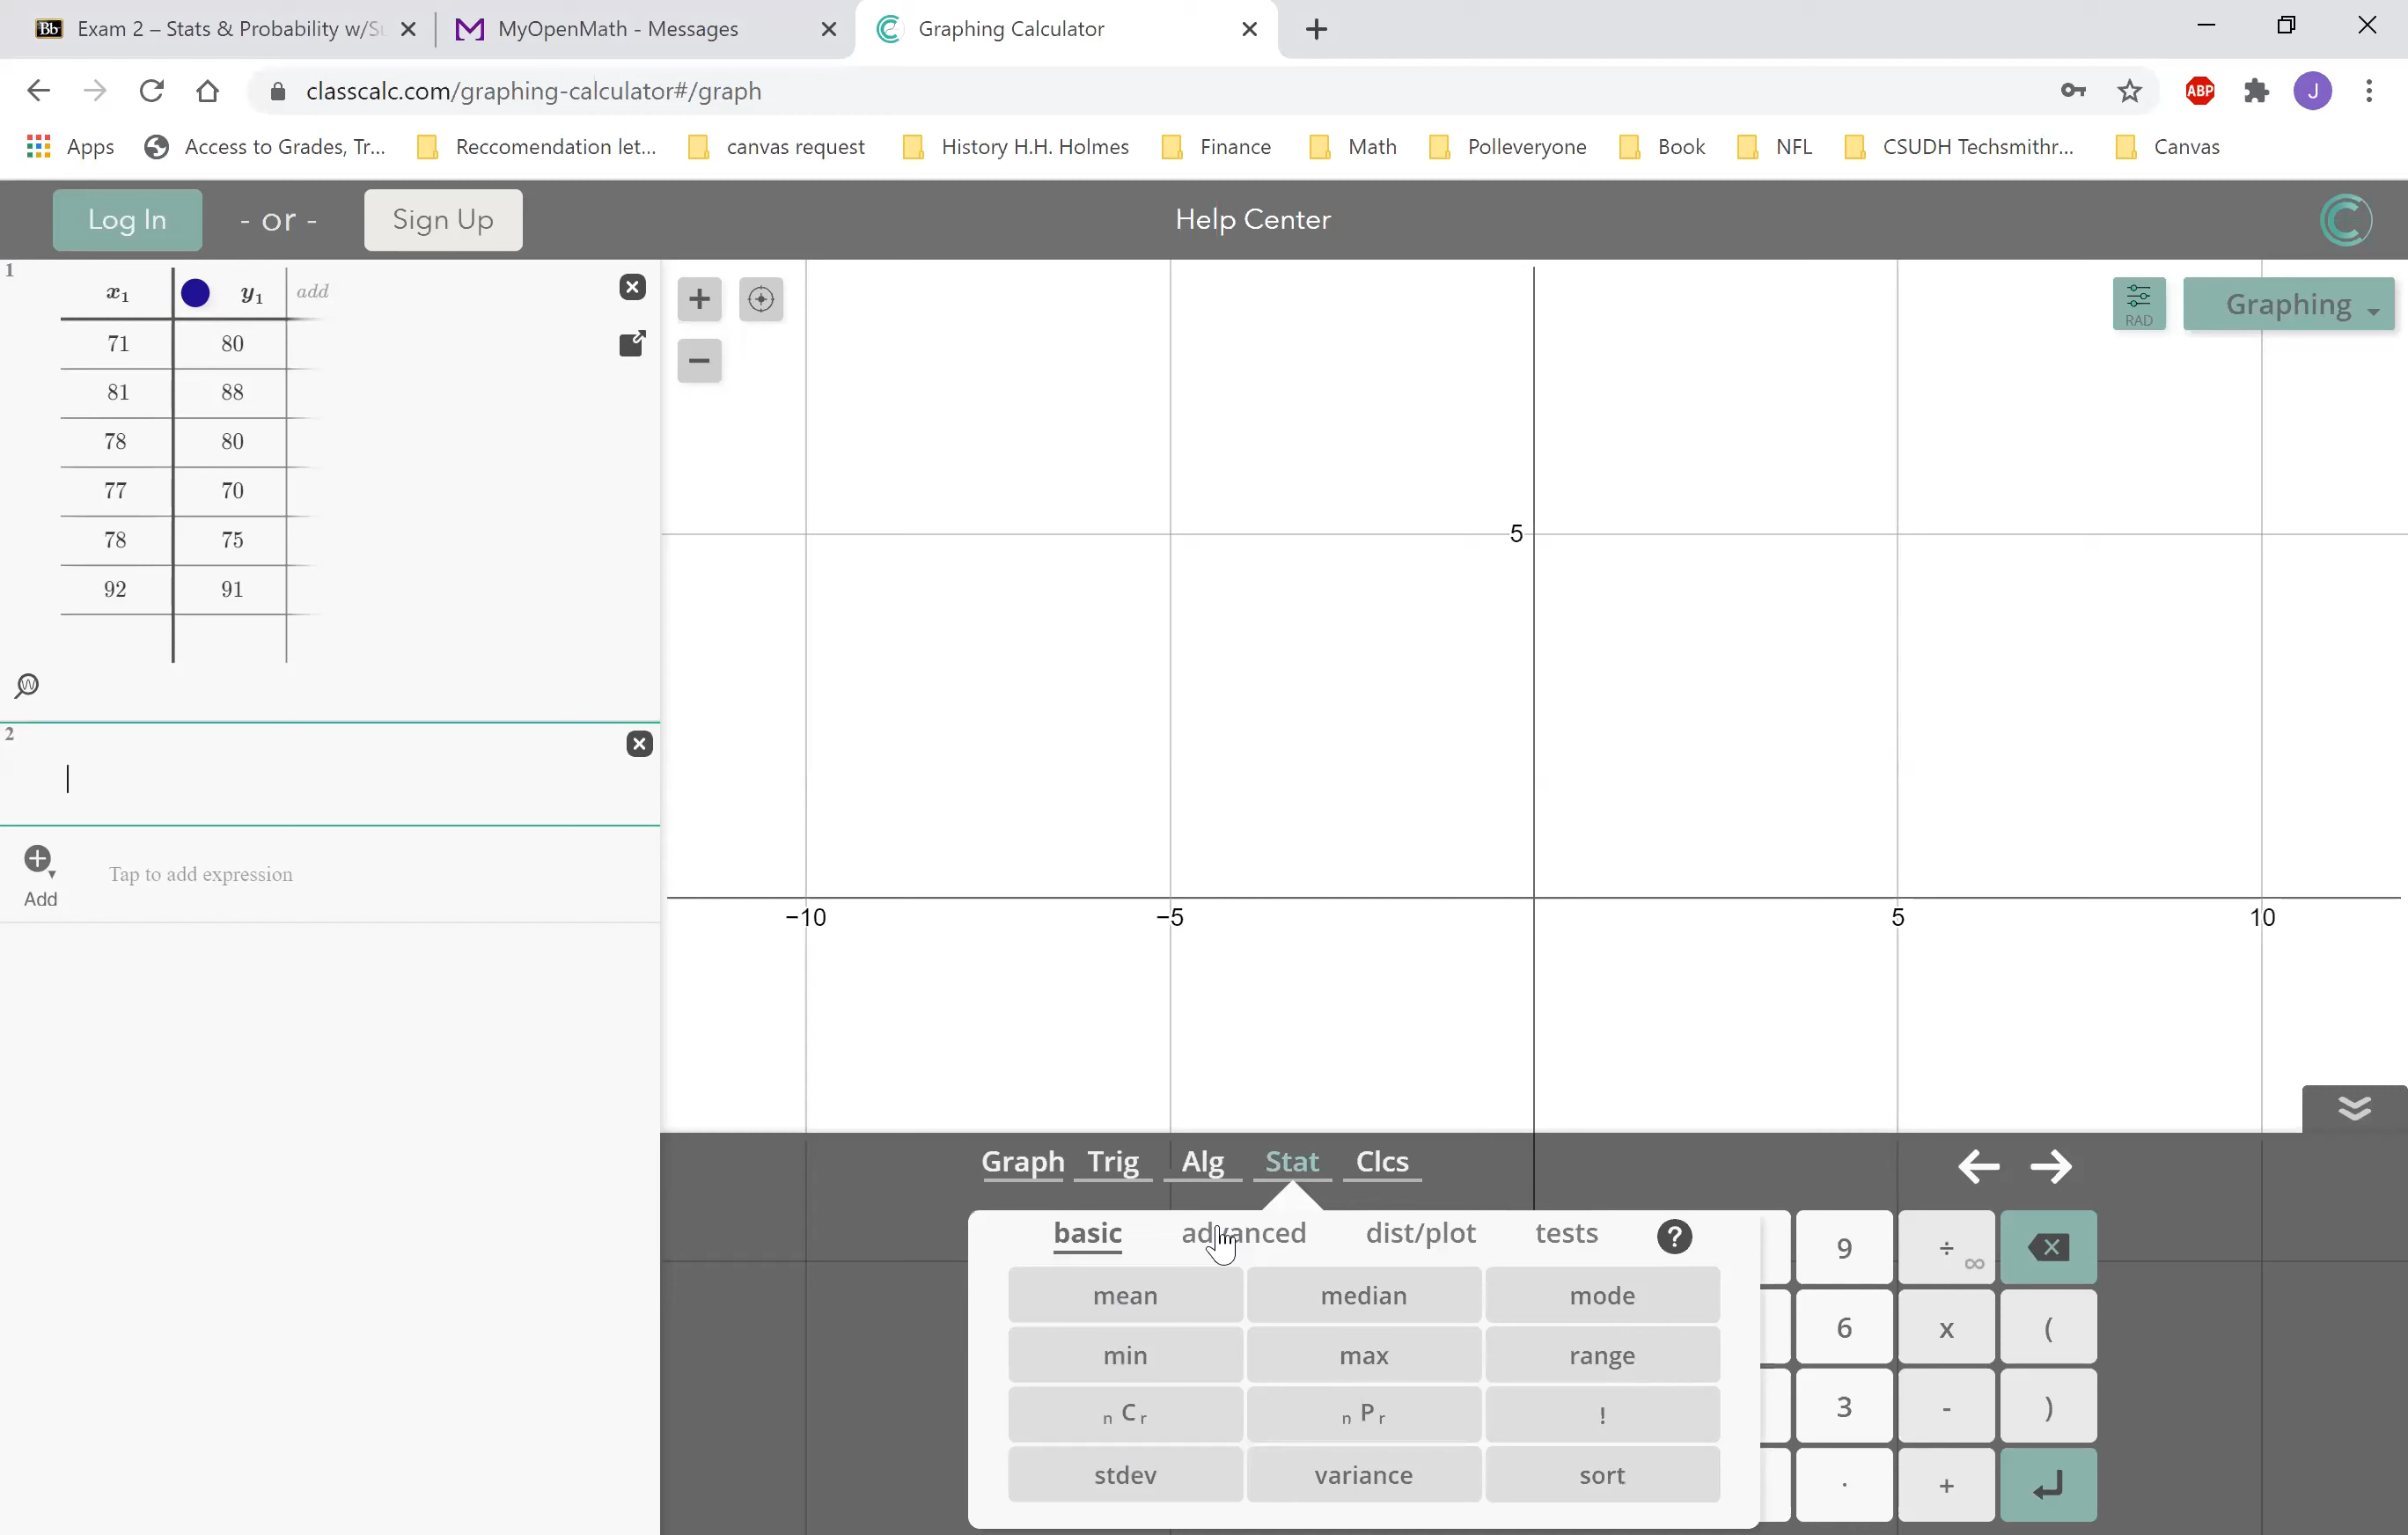 Exam 2 – Stats & Probability w/S
MyOpenMath - Messages
Graphing Calculator
classcalc.com/graphing-calculator#/graph
ABP
J
Apps
Access to Grades, Tr...
Reccomendation let...
canvas request
History H.H. Holmes
Finance
Math
Polleveryone
Book
NFL
CSUDH Techsmithr...
Canvas
Log In
- or -
Sign Up
Help Center
1
x₁ y₁ add
71 80
81 88
78 80
77 70
78 75
92 91
2
Add
Tap to add expression
+
−
RAD
Graphing
5
−10 −5 5 10
Graph Trig Alg Stat Clcs
basic advanced dist/plot tests ?
mean median mode
min max range
n C r n P r !
stdev variance sort
9 ÷ ∞
6 x (
3 - )
. +